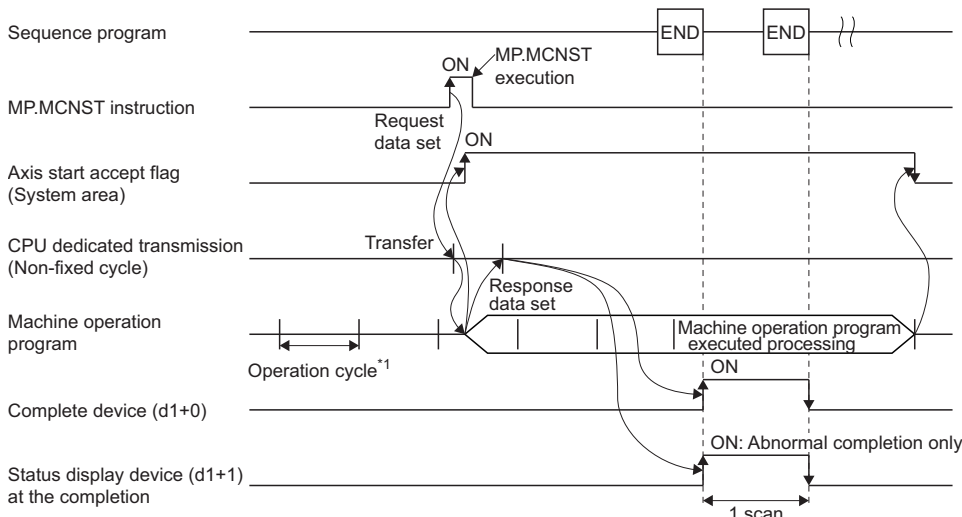 Sequence program
END
END
ON
MP.MCNST
execution
MP.MCNST instruction
Request
data set
ON
Axis start accept flag
(System area)
CPU dedicated transmission
(Non-fixed cycle)
Transfer
Response
data set
Machine operation
program
Machine operation program
executed processing
Operation cycle*1
ON
Complete device (d1+0)
ON: Abnormal completion only
Status display device (d1+1)
at the completion
1 scan